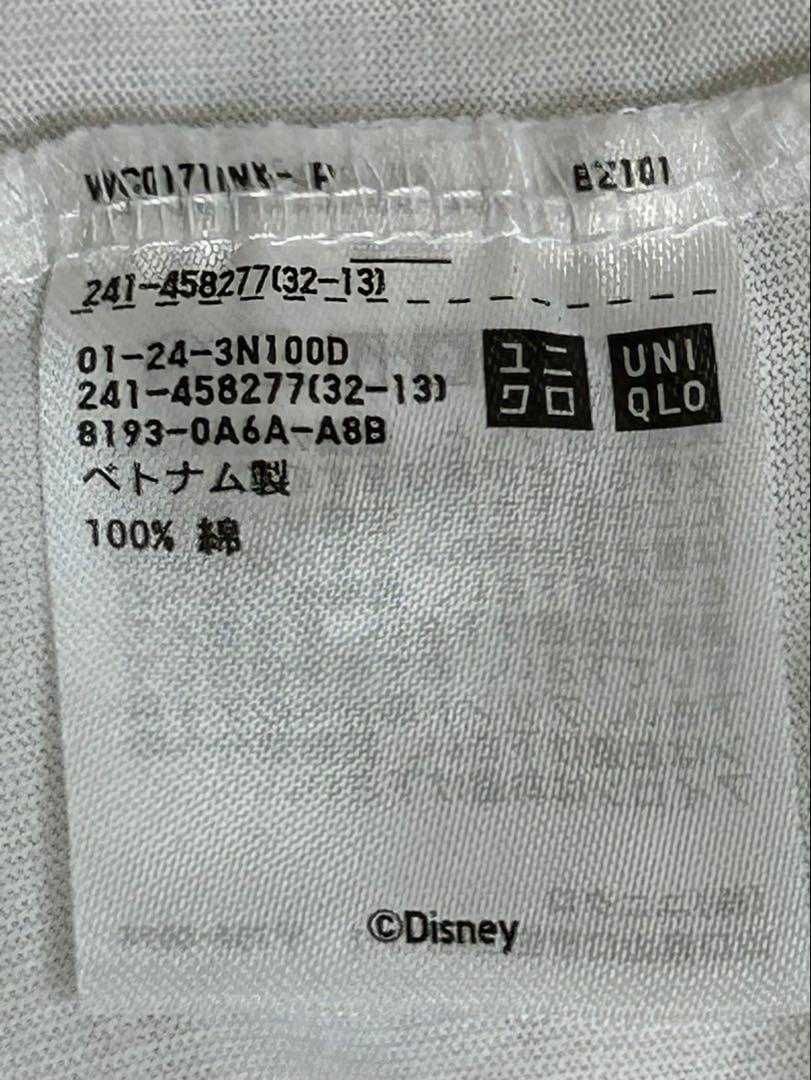 B2101
241-458277(32-13)
01-24-3N100D
241-458277(32-13)
8193-0A6A-A8B
ベトナム製
100% 綿
ユニ
クロ
UNI
QLO
©Disney